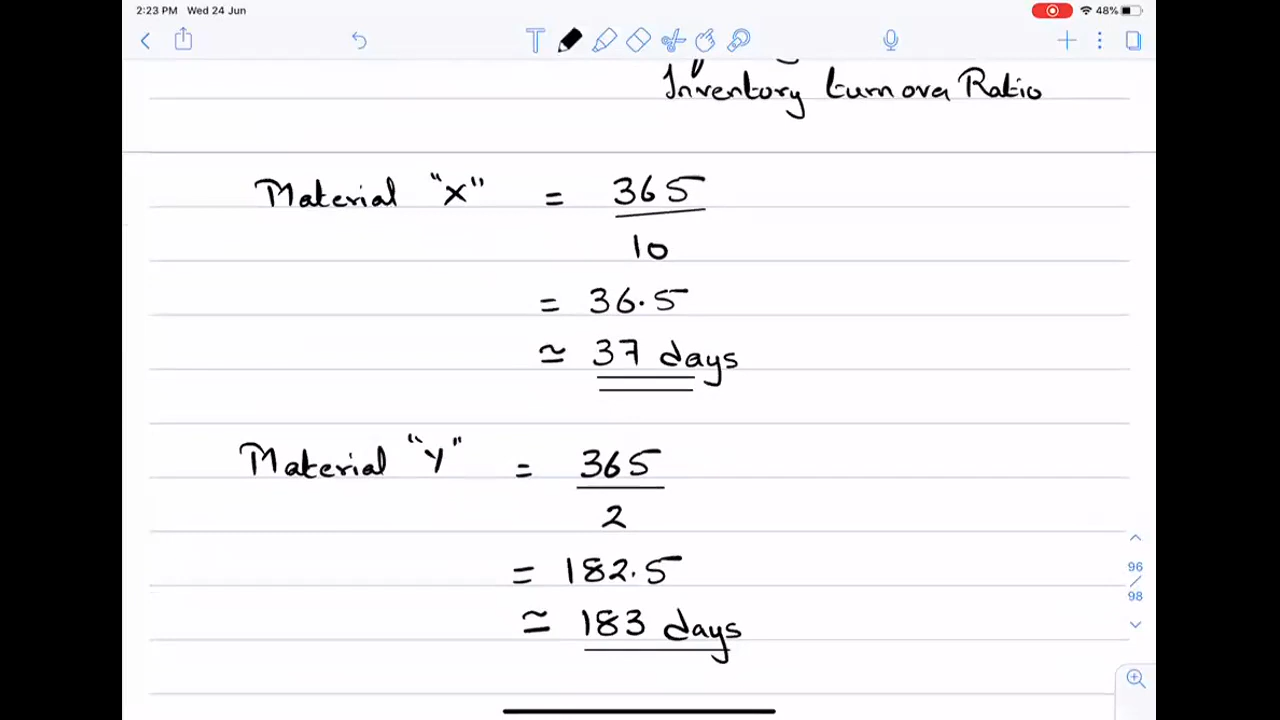 2:23 PM Wed 24 Jun
48%
T
Inventory turnover Ratio
Material "X" = 365
10
= 36.5
≃ 37 days
Material "Y" = 365
2
= 182.5
≃ 183 days
96
/
98